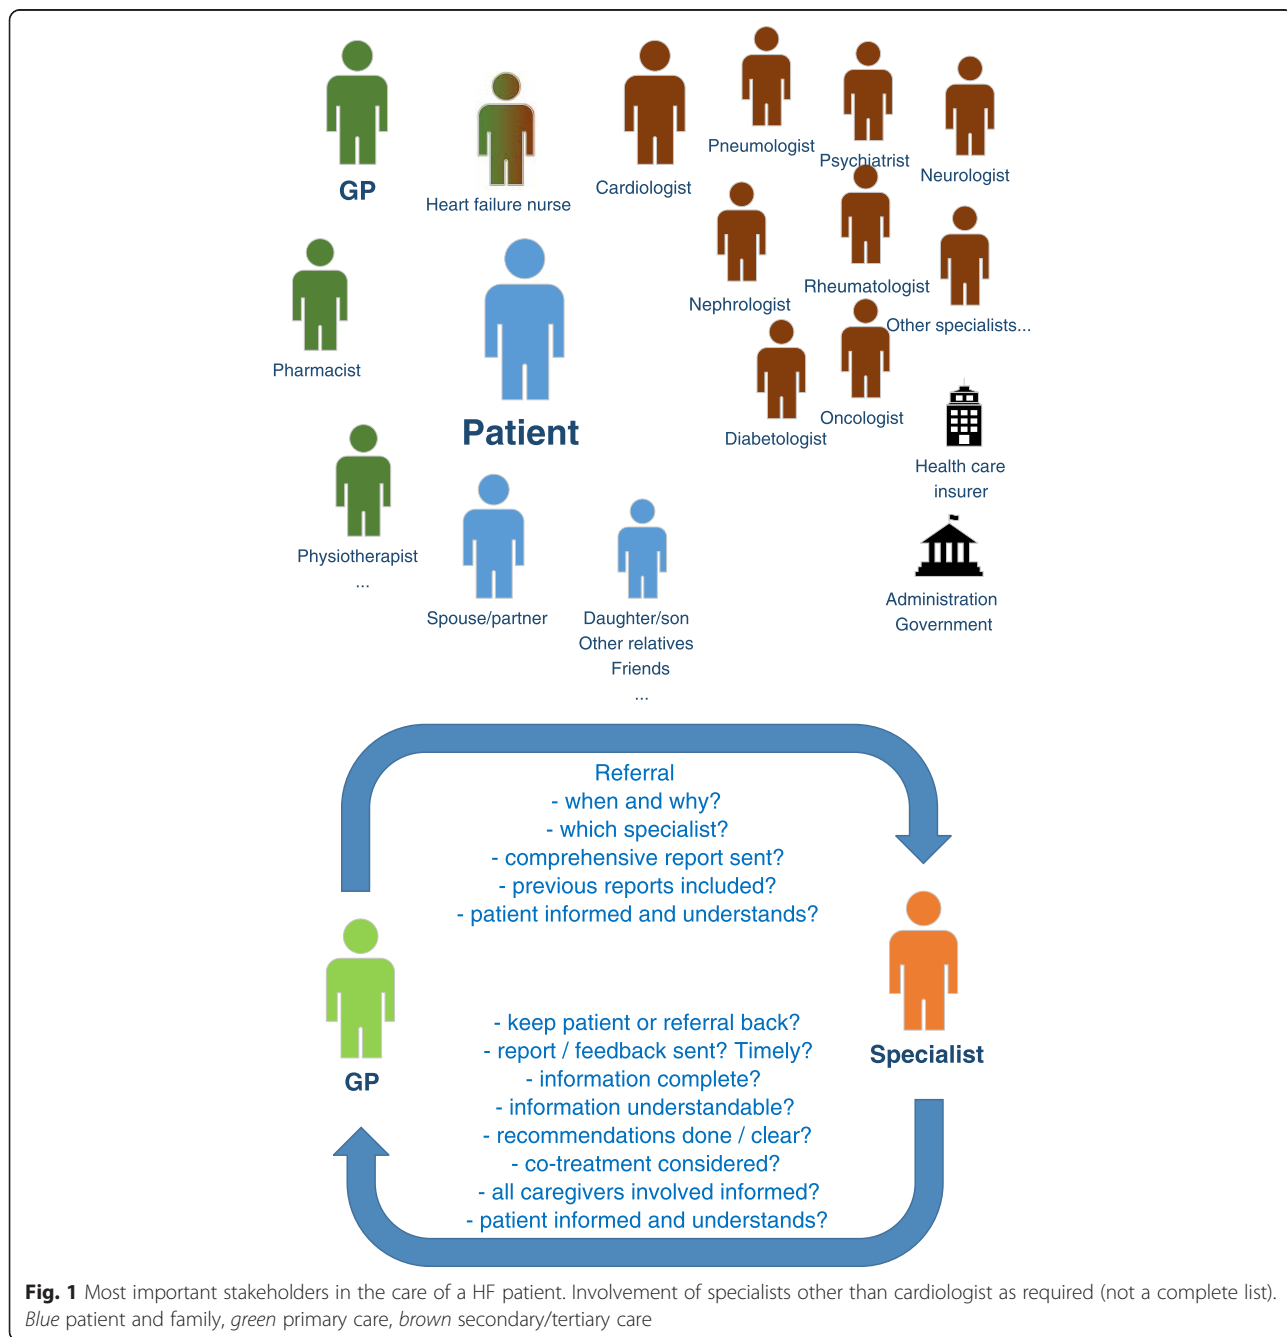 GP
Heart failure nurse
Cardiologist
Pneumologist
Psychiatrist
Neurologist
Pharmacist
Patient
Nephrologist
Rheumatologist
Other specialists...
Diabetologist
Oncologist
Health care
insurer
Physiotherapist
...
Spouse/partner
Daughter/son
Other relatives
Friends
...
Administration
Government
Referral
- when and why?
- which specialist?
- comprehensive report sent?
- previous reports included?
- patient informed and understands?
GP
Specialist
- keep patient or referral back?
- report / feedback sent? Timely?
- information complete?
- information understandable?
- recommendations done / clear?
- co-treatment considered?
- all caregivers involved informed?
- patient informed and understands?
Fig. 1 Most important stakeholders in the care of a HF patient. Involvement of specialists other than cardiologist as required (not a complete list).
Blue patient and family, green primary care, brown secondary/tertiary care